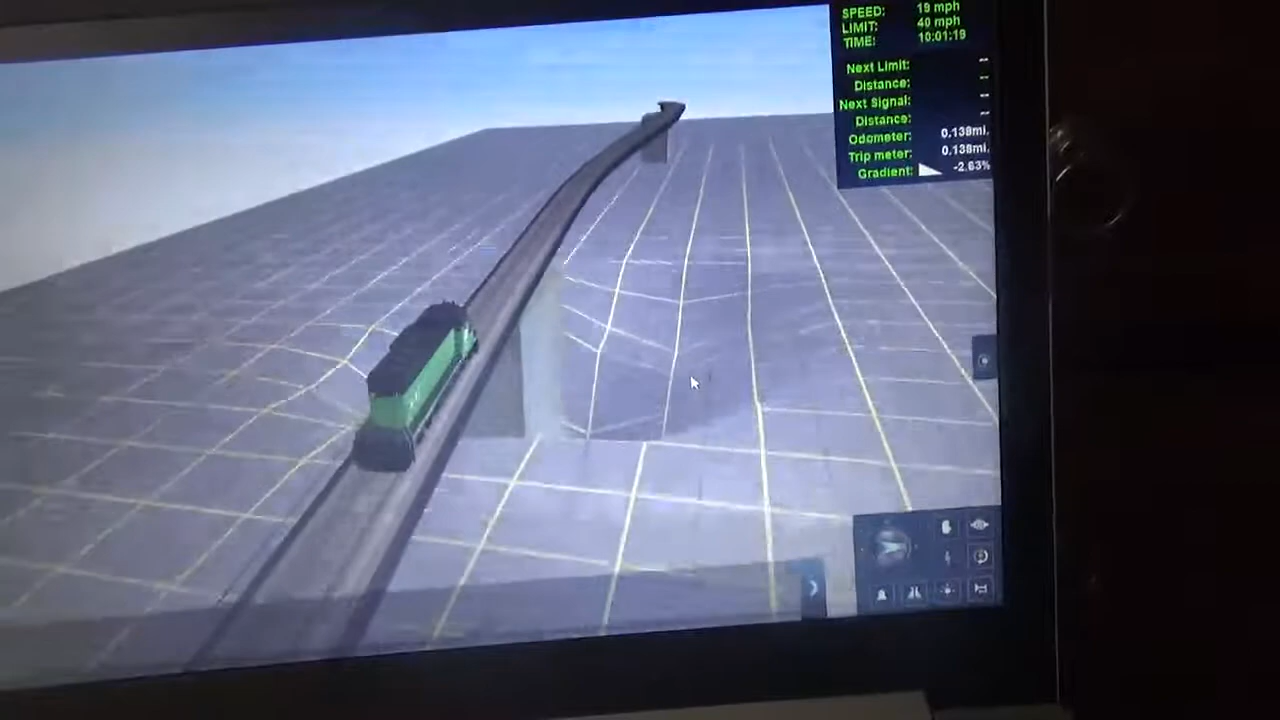 SPEED: 19 mph
LIMIT: 40 mph
TIME: 10:01:19
Next Limit: --
Distance: --
Next Signal: --
Distance: --
Odometer: 0.138mi.
Trip meter: 0.138mi.
Gradient: -2.63%